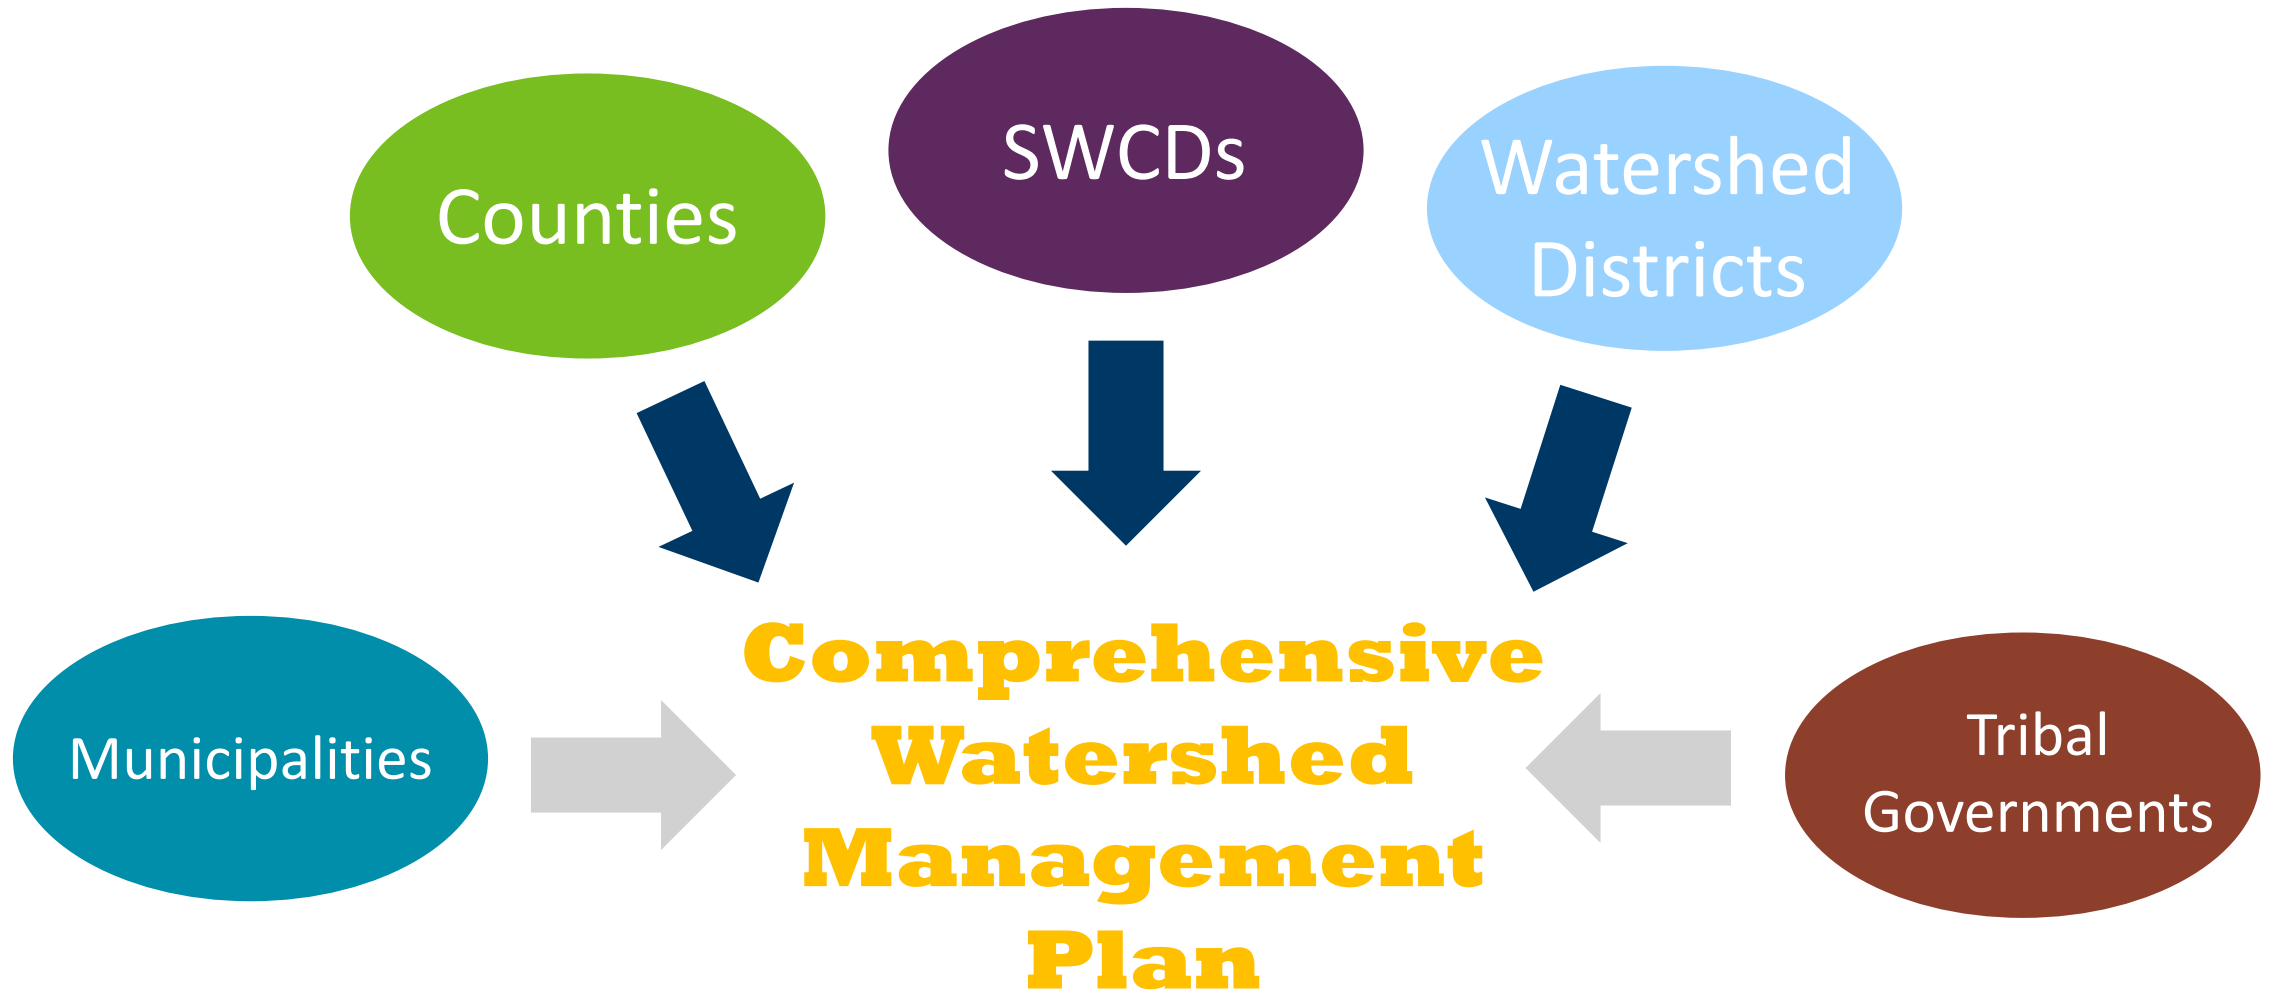 Counties
SWCDs
Watershed
Districts
Municipalities
Comprehensive
Watershed
Management
Plan
Tribal
Governments